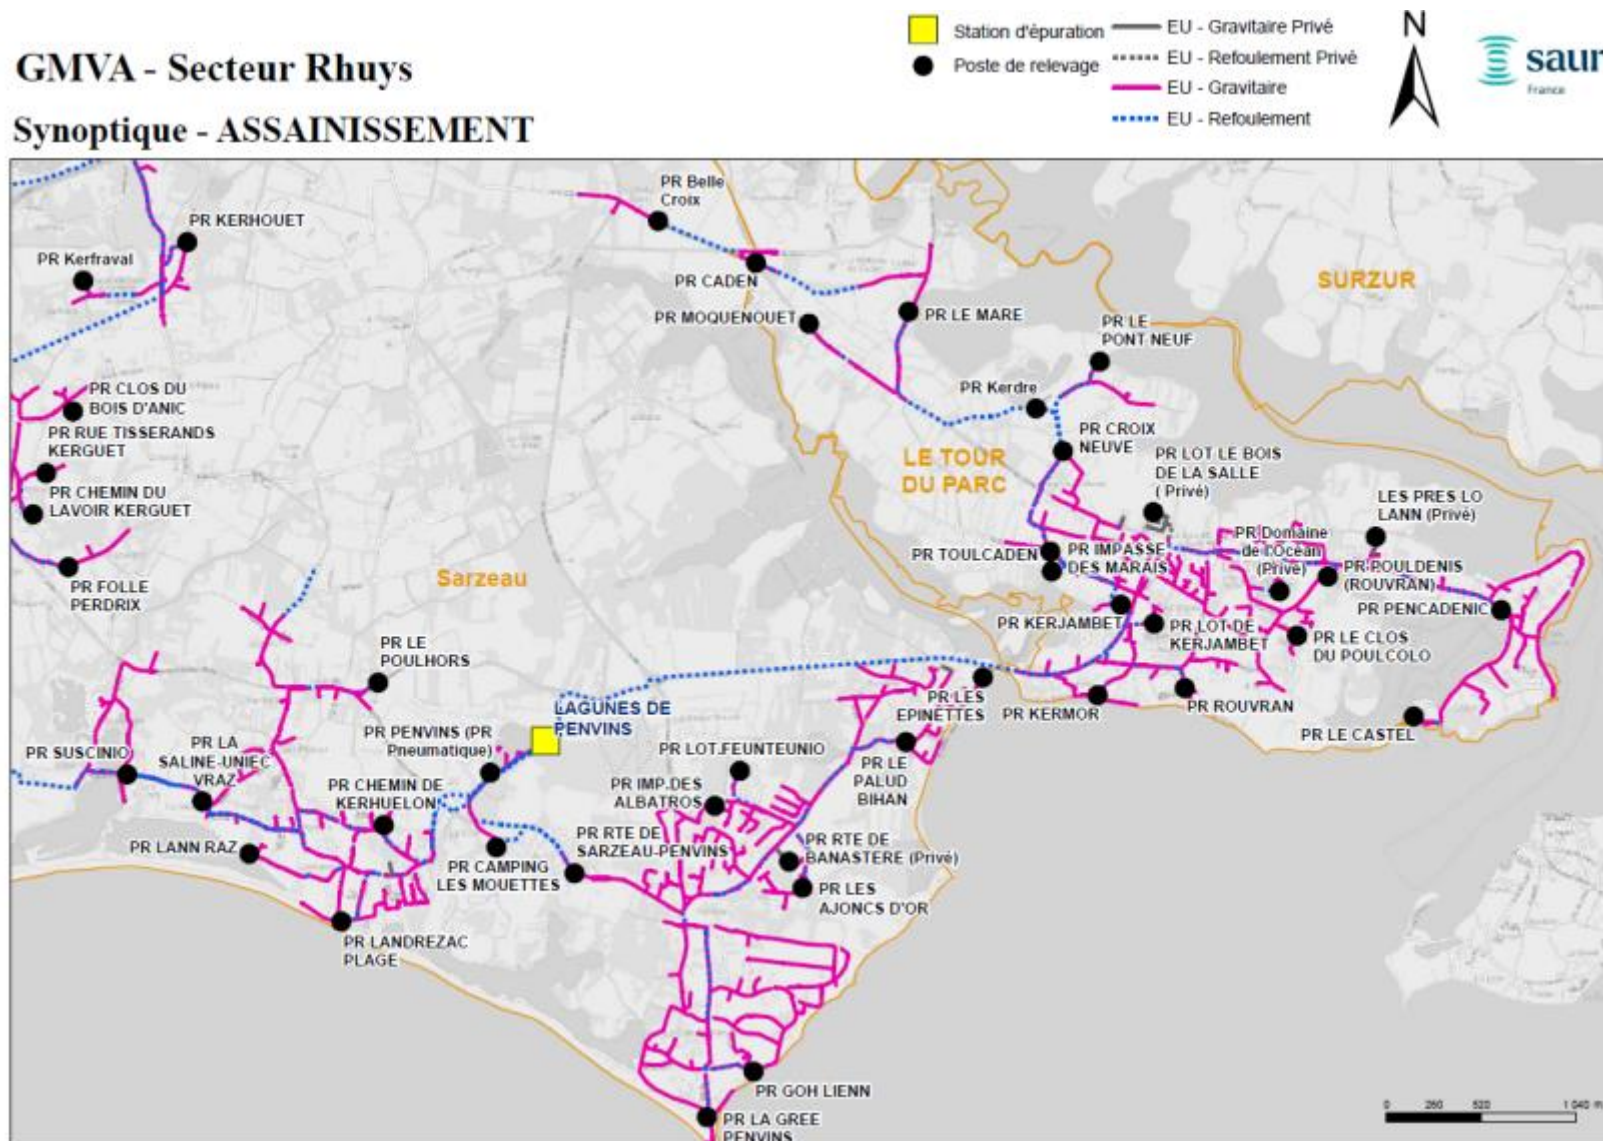 GMVA - Secteur Rhuys
Synoptique - ASSAINISSEMENT
Station d'épuration
Poste de relevage
EU - Gravitaire Privé
EU - Refoulement Privé
EU - Gravitaire
EU - Refoulement
N
saur
France
PR Belle
Croix
PR KERHOUET
PR Kerfraval
PR CADEN
PR MOQUENOUET
PR LE MARE
SURZUR
PR LE
PONT NEUF
PR Kerdre
PR CLOS DU
BOIS D'ANIC
PR RUE TISSERANDS
KERGUET
PR CHEMIN DU
LAVOIR KERGUET
PR FOLLE
PERDRIX
PR CROIX
NEUVE
LE TOUR
DU PARC
PR LOT LE BOIS
DE LA SALLE
( Privé)
LES PRES LO
LANN (Privé)
PR Domaine
de l'Océan
(Privé)
PR TOULCADEN
PR IMPASSE
DES MARAIS
PR POULDENIS
(ROUVRAN)
Sarzeau
PR KERJAMBET
PR LOT DE
KERJAMBET
PR PENCADENIC
PR LE CLOS
DU POULCOLO
PR LE
POULHORS
LAGUNES DE
PENVINS
PR LES
EPINETTES
PR KERMOR
PR ROUVRAN
PR LE CASTEL
PR SUSCINIO
PR LA
SALINE-UNIEC
VRAZ
PR PENVINS (PR
Pneumatique)
PR LOT.FEUNTEUNIO
PR LE
PALUD
BIHAN
PR CHEMIN DE
KERHUELON
PR IMP.DES
ALBATROS
PR LANN RAZ
PR CAMPING
LES MOUETTES
PR RTE DE
SARZEAU-PENVINS
PR RTE DE
BANASTERE (Privé)
PR LES
AJONCS D'OR
PR LANDREZAC
PLAGE
PR GOH LIENN
PR LA GREE
PENVINS
0 260 520 1 040 m